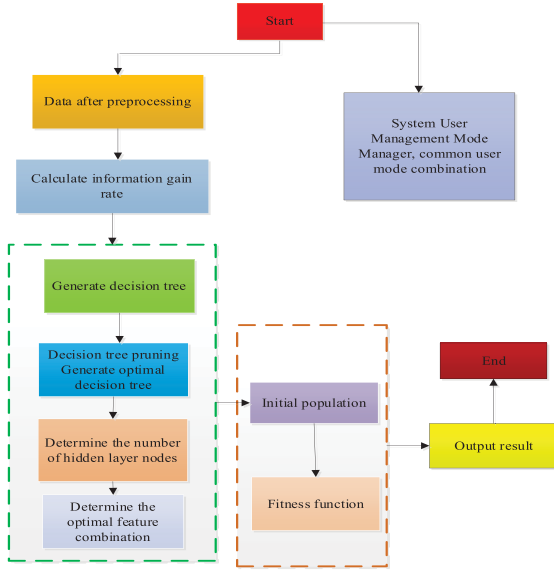 Start
Data after preprocessing
System User
Management Mode
Manager, common user
mode combination
Calculate information gain
rate
Generate decision tree
Decision tree pruning
Generate optimal
decision tree
Determine the number
of hidden layer nodes
Determine the
optimal feature
combination
Initial population
Fitness function
End
Output result